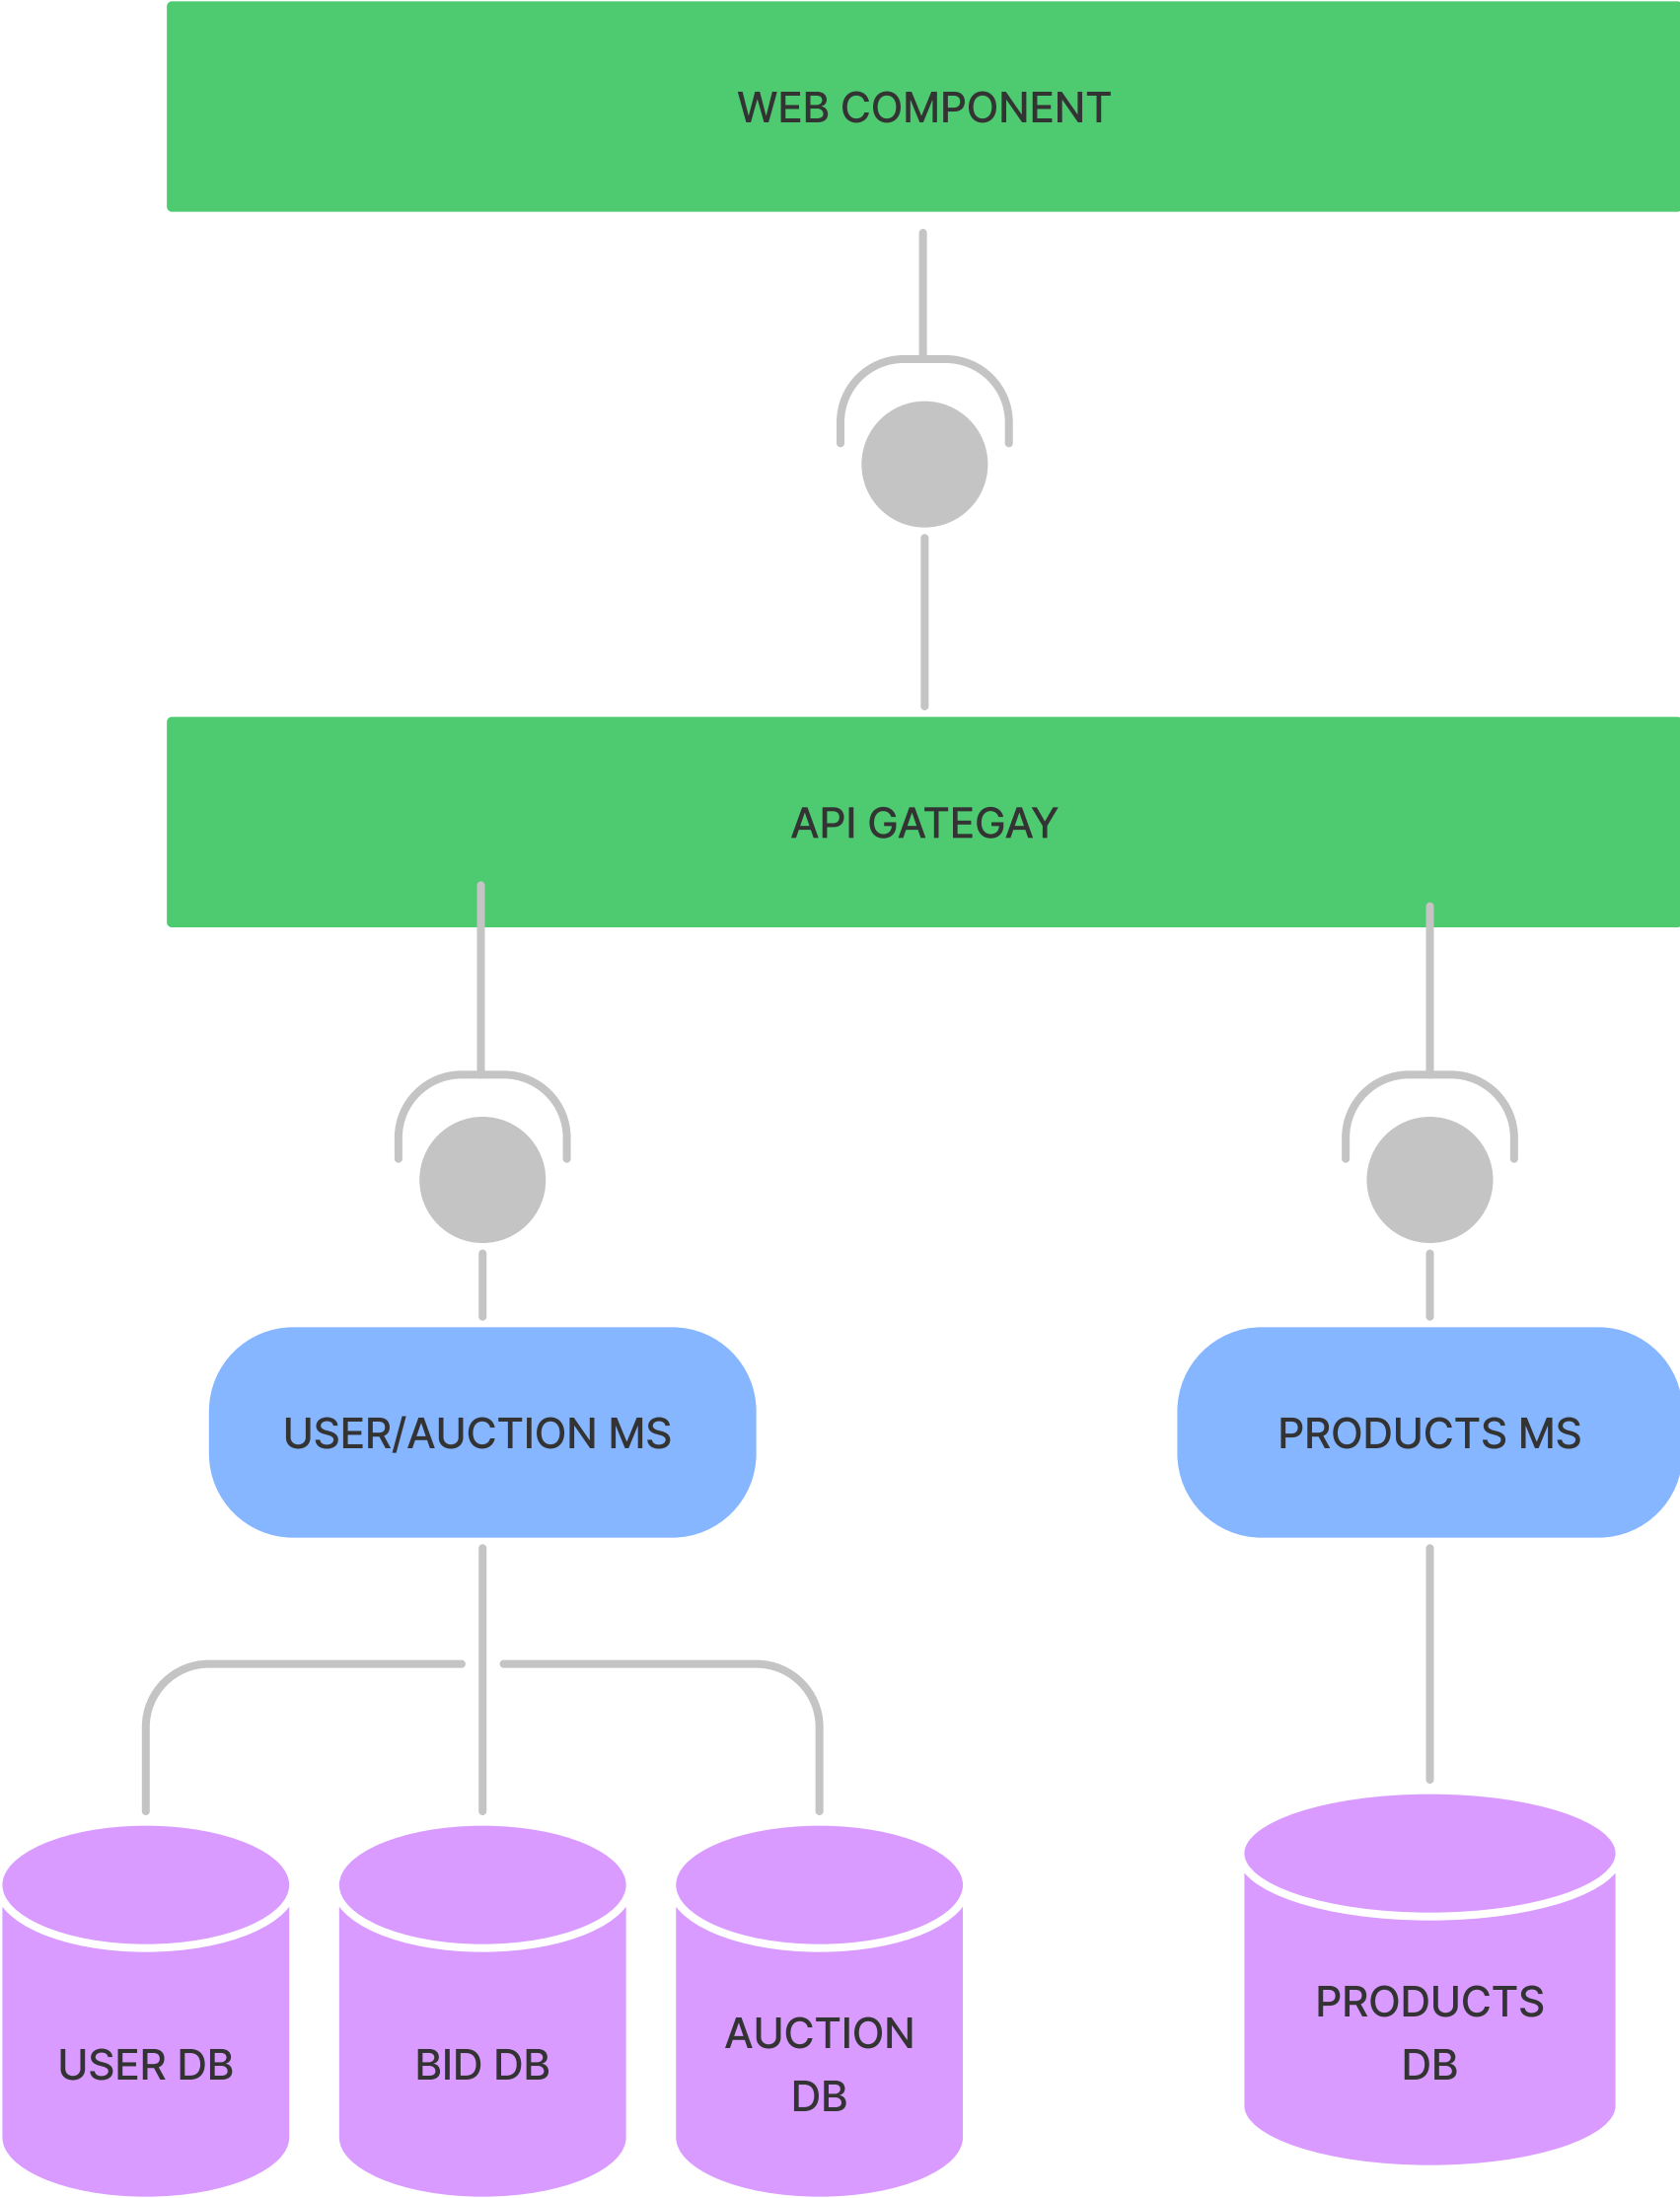 WEB COMPONENT
API GATEGAY
USER/AUCTION MS
PRODUCTS MS
USER DB
BID DB
AUCTION
DB
PRODUCTS
DB